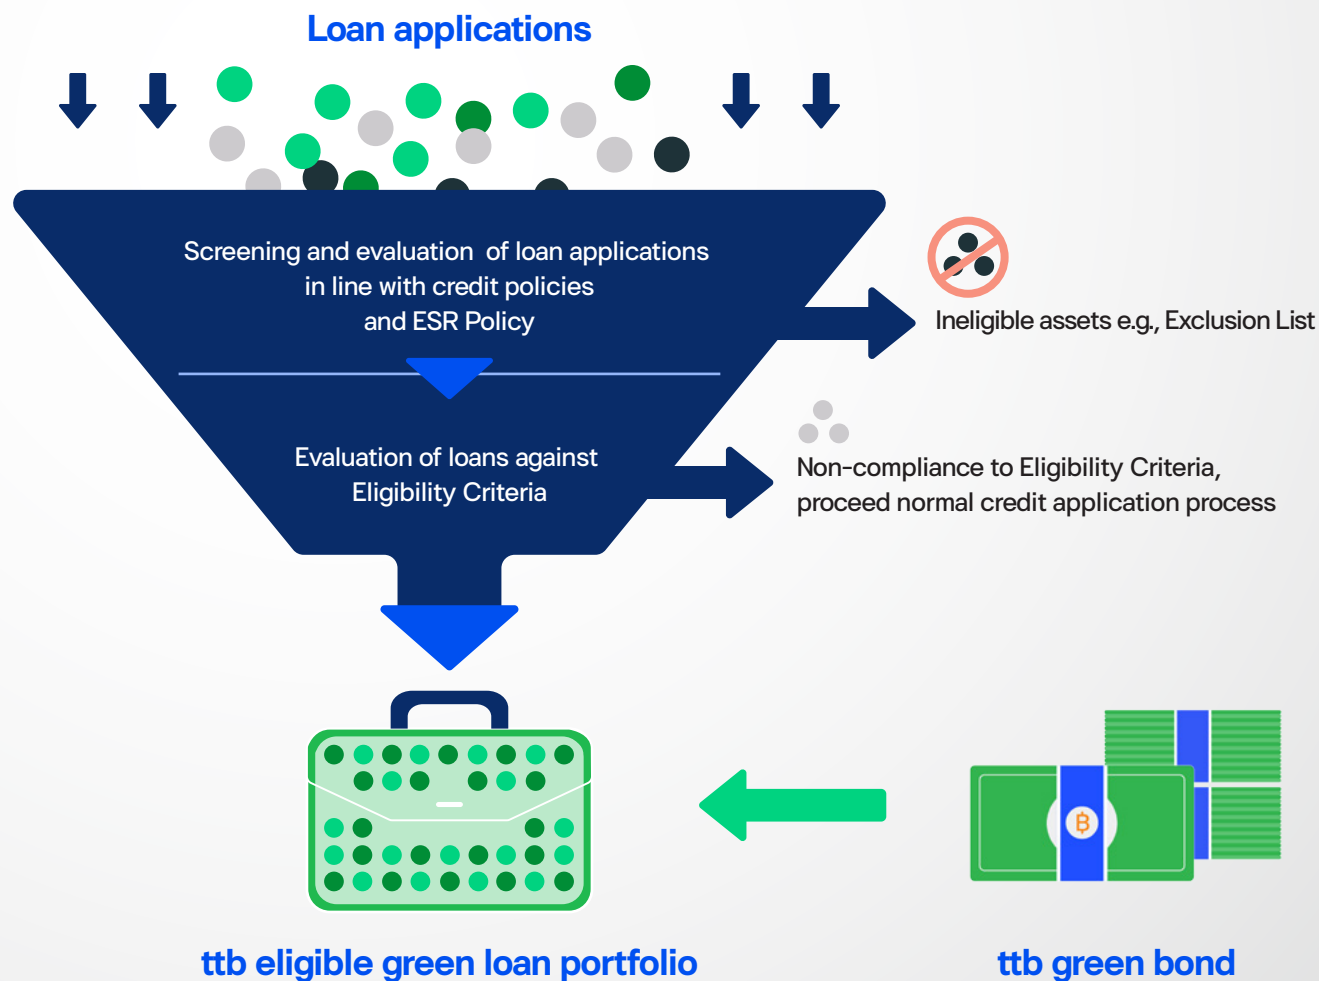 Loan applications
Screening and evaluation of loan applications
in line with credit policies
and ESR Policy
Ineligible assets e.g., Exclusion List
Evaluation of loans against
Eligibility Criteria
Non-compliance to Eligibility Criteria,
proceed normal credit application process
฿
ttb eligible green loan portfolio
ttb green bond